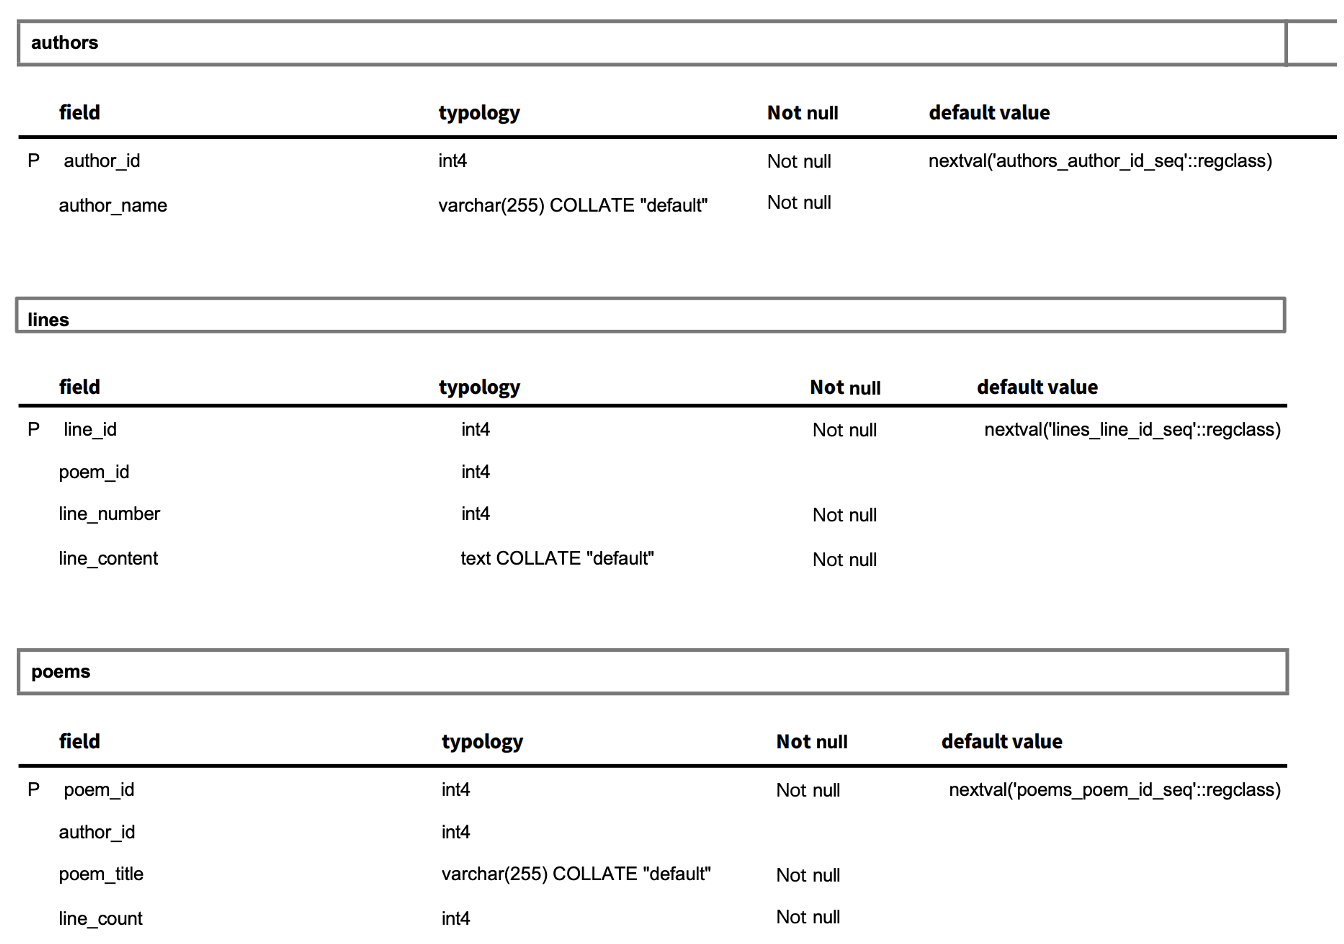 authors
field typology Not null default value
P author_id int4 Not null nextval('authors_author_id_seq'::regclass)
author_name varchar(255) COLLATE "default" Not null
lines
field typology Not null default value
P line_id int4 Not null nextval('lines_line_id_seq'::regclass)
poem_id int4
line_number int4 Not null
line_content text COLLATE "default" Not null
poems
field typology Not null default value
P poem_id int4 Not null nextval('poems_poem_id_seq'::regclass)
author_id int4
poem_title varchar(255) COLLATE "default" Not null
line_count int4 Not null